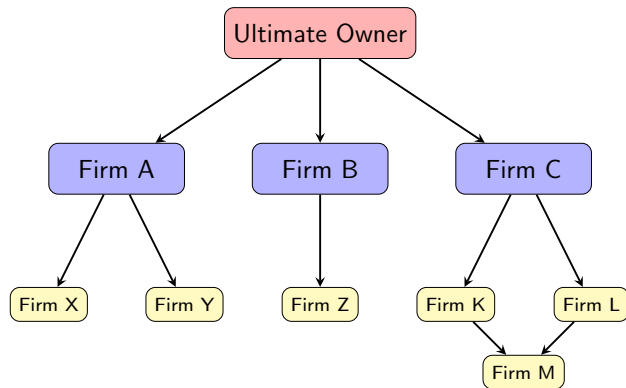 Ultimate Owner
Firm A
Firm B
Firm C
Firm X
Firm Y
Firm Z
Firm K
Firm L
Firm M